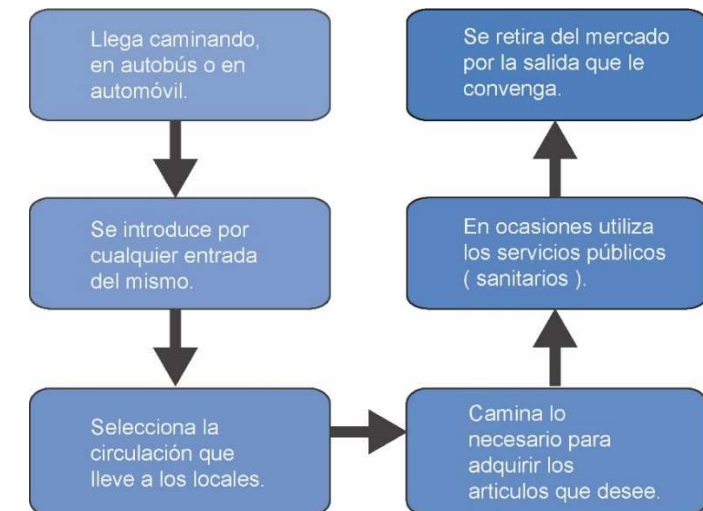 Llega caminando,
en autobús o en
automóvil.
Se introduce por
cualquier entrada
del mismo.
Selecciona la
circulación que
lleve a los locales.
Camina lo
necesario para
adquirir los
articulos que desee.
En ocasiones utiliza
los servicios públicos
( sanitarios ).
Se retira del mercado
por la salida que le
convenga.